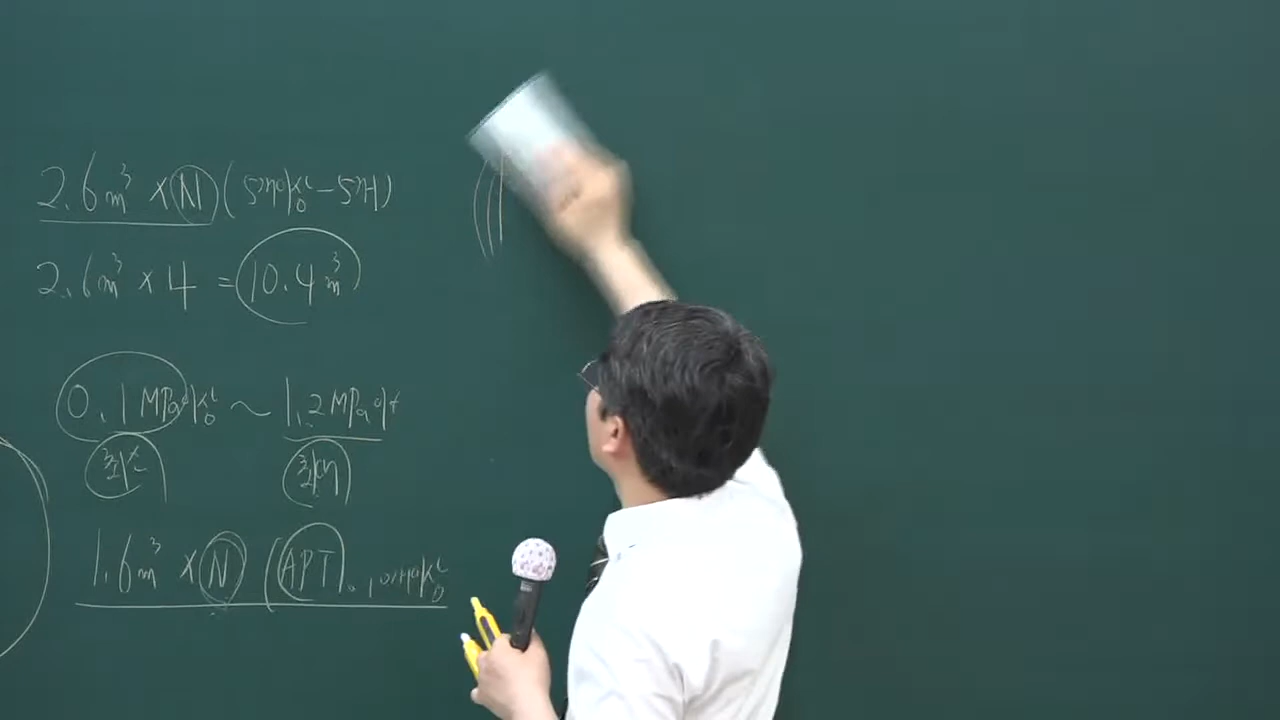 2.6m³ × N (5개이상 - 5개)
2.6m³ × 4 = 10.4m³
0.1MPa이상 ~ 1.2MPa이하
최소 최대
1.6m³ × N (APT).